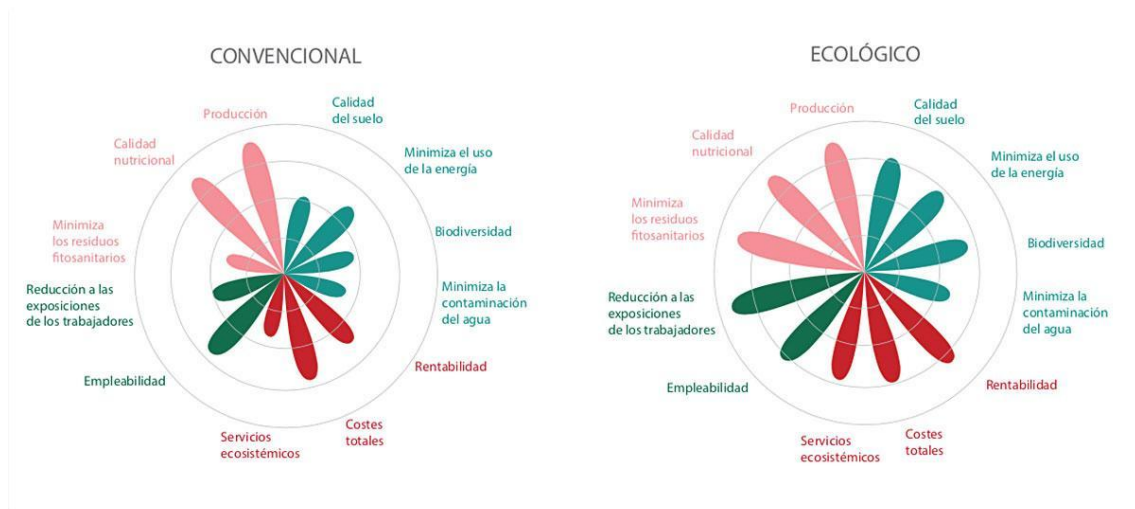 CONVENCIONAL
Producción
Calidad
del suelo
Calidad
nutricional
Minimiza el uso
de la energía
Minimiza
los residuos
fitosanitarios
Biodiversidad
Reducción a las
exposiciones
de los trabajadores
Minimiza la
contaminación
del agua
Empleabilidad
Rentabilidad
Servicios
ecosistémicos
Costes
totales
ECOLÓGICO
Producción
Calidad
del suelo
Calidad
nutricional
Minimiza el uso
de la energía
Minimiza
los residuos
fitosanitarios
Biodiversidad
Reducción a las
exposiciones
de los trabajadores
Minimiza la
contaminación
del agua
Empleabilidad
Rentabilidad
Servicios
ecosistémicos
Costes
totales